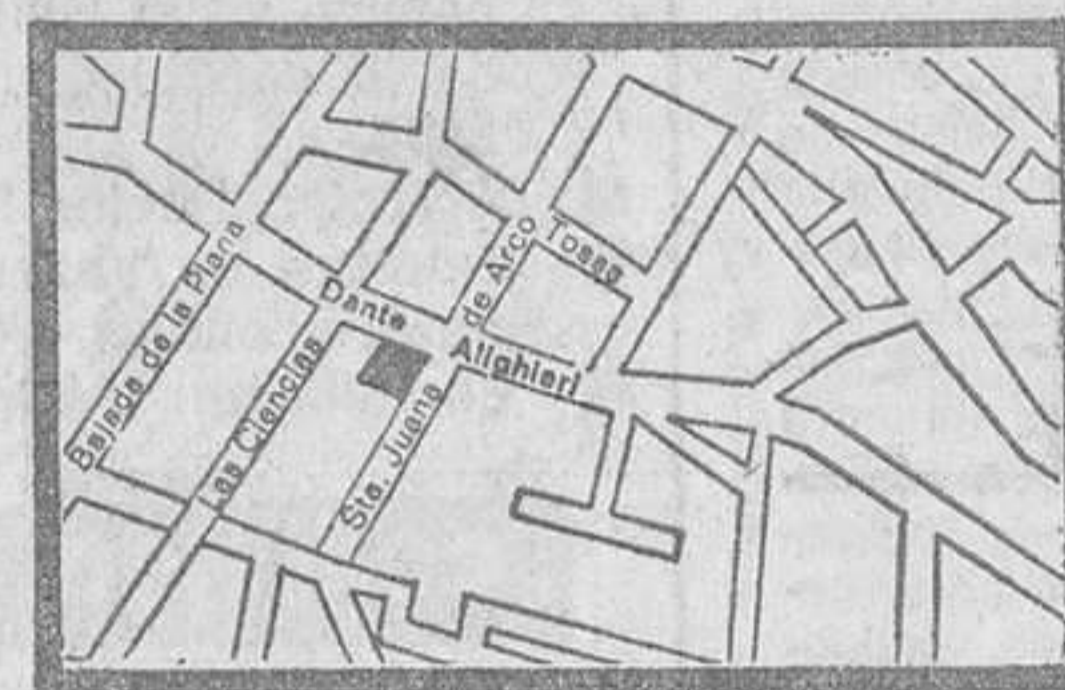 Bajada de la Plana
Las Ciencias
Dante Alighieri
Sta. Juana de Arco
Tossa